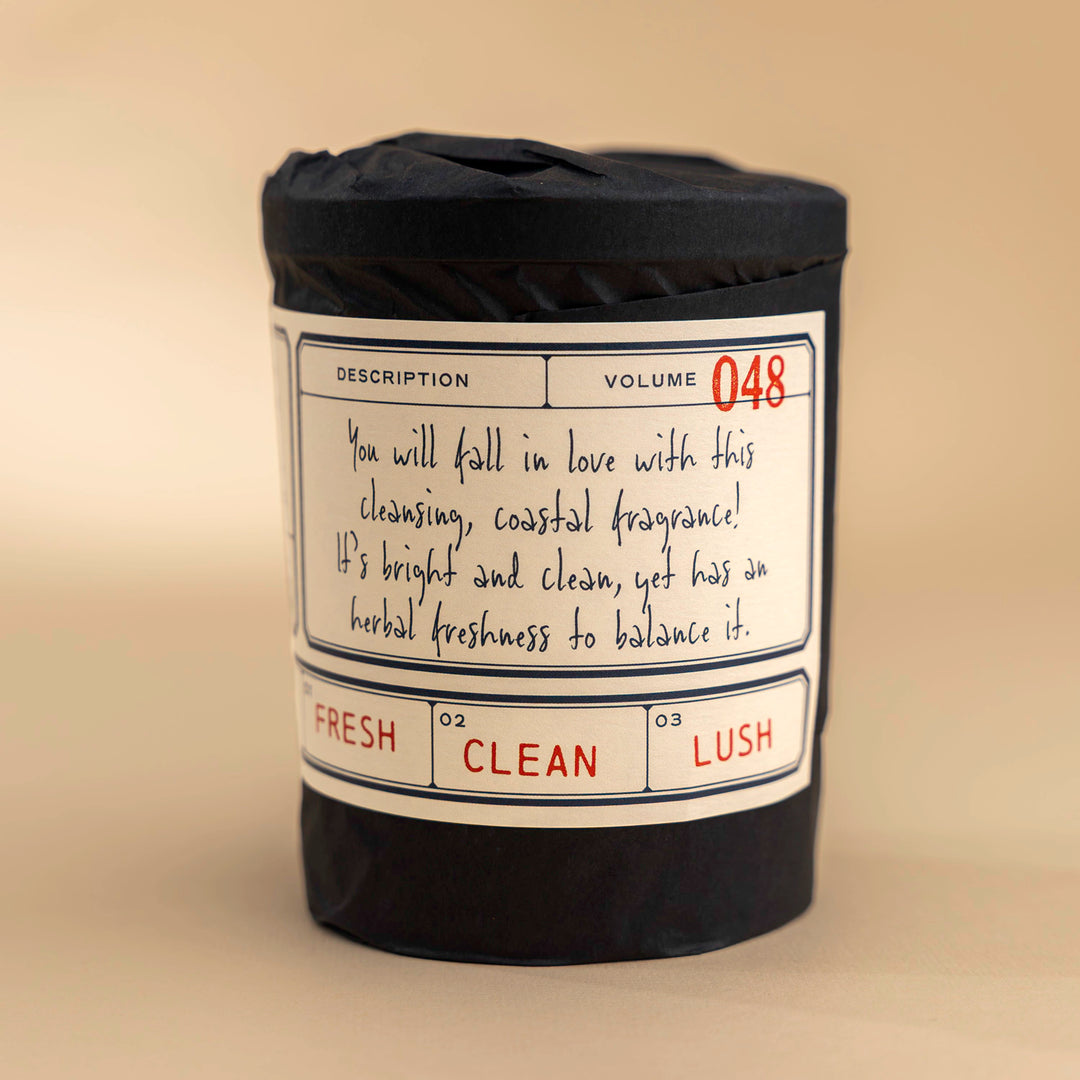 DESCRIPTION
VOLUME 048
You will fall in love with this
cleansing, coastal fragrance!
It's bright and clean, yet has an
herbal freshness to balance it.
01
FRESH
02
CLEAN
03
LUSH